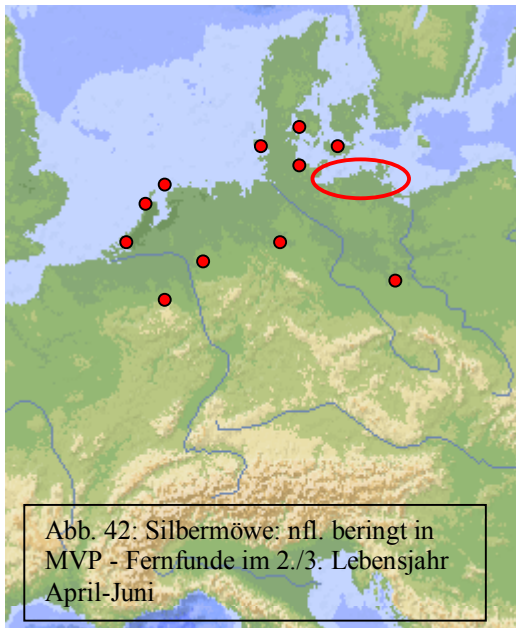 Abb. 42: Silbermöwe: nfl. beringt in
MVP - Fernfunde im 2./3. Lebensjahr
April-Juni